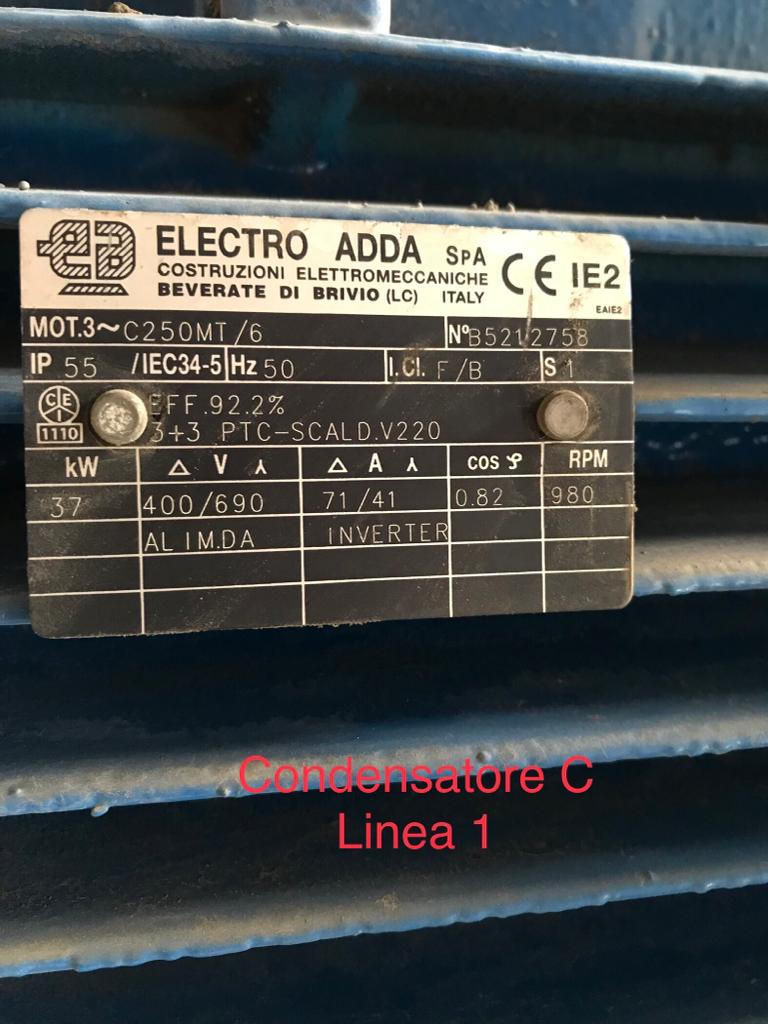 ELECTRO ADDA SPA
COSTRUZIONI ELETTROMECCANICHE
BEVERATE DI BRIVIO (LC) ITALY
CE IE2
EAIE2
MOT.3~ C250MT/6 Nº B5212758
IP 55 /IEC34-5 Hz 50 I.Cl. F/B S 1
CEI 1110
EFF.92.2%
3+3 PTC-SCALD.V220
kW Δ V ⅄ Δ A ⅄ COS φ RPM
37 400/690 71/41 0.82 980
ALIM.DA INVERTER
Condensatore C
Linea 1